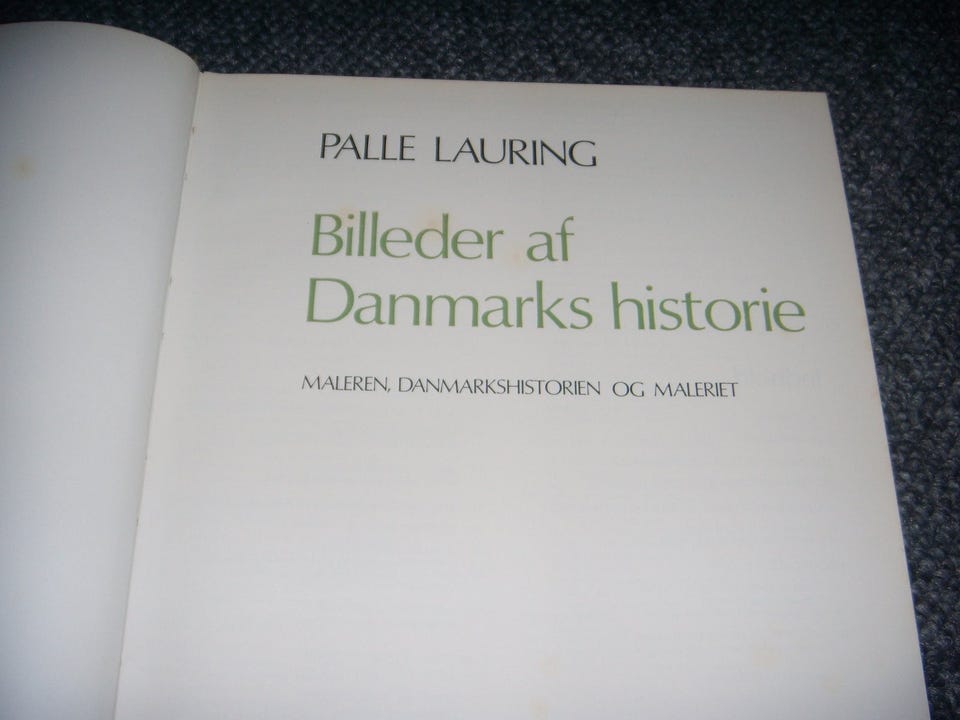 PALLE LAURING
Billeder af
Danmarks historie
MALEREN, DANMARKSHISTORIEN OG MALERIET